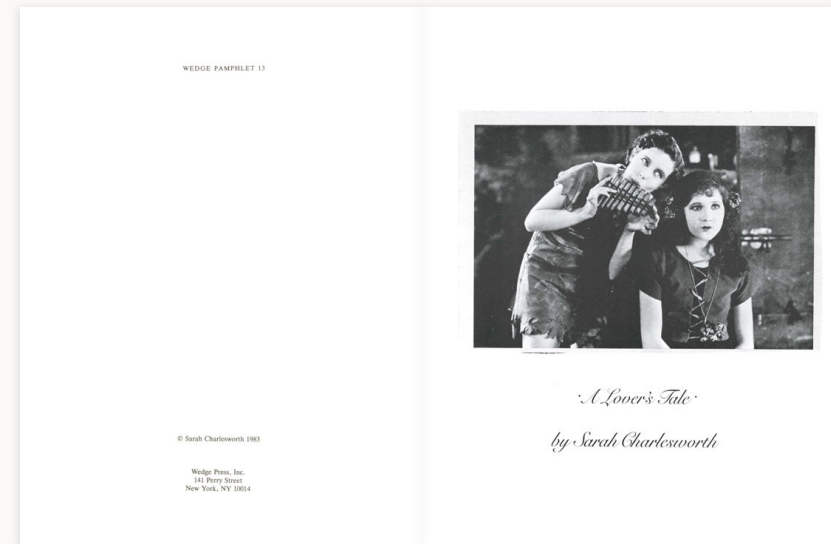 WEDGE PAMPHLET 13
© Sarah Charlesworth 1983
Wedge Press, Inc.
141 Perry Street
New York, NY 10014
·A Lover's Tale·
by Sarah Charlesworth